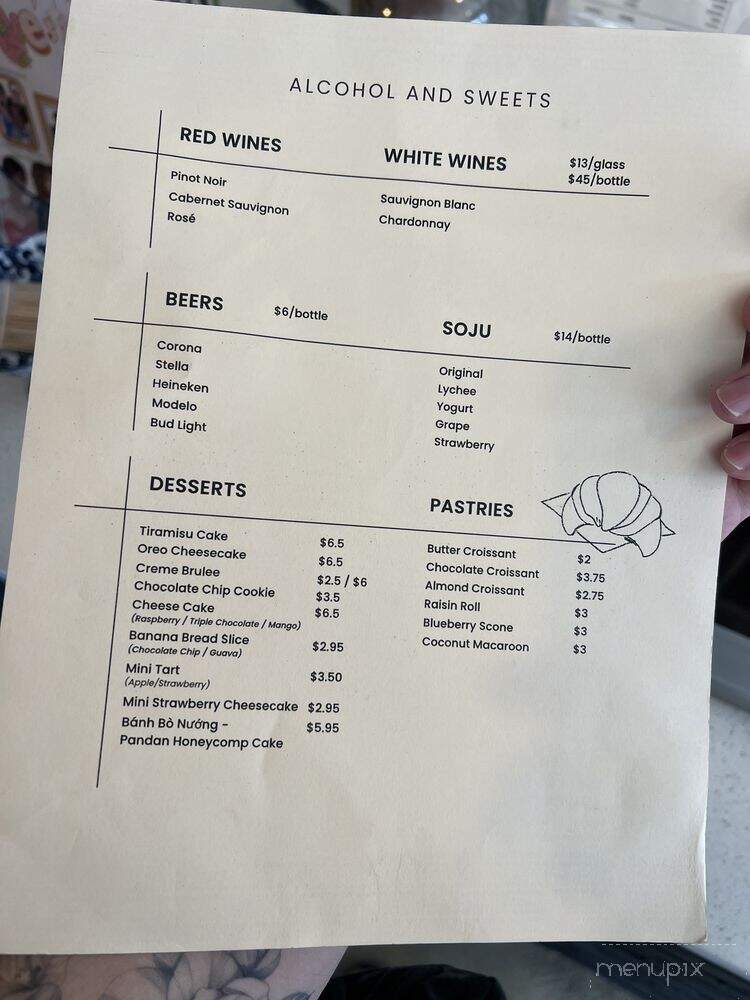 ALCOHOL AND SWEETS
RED WINES
Pinot Noir
Cabernet Sauvignon
Rosé
WHITE WINES $13/glass
$45/bottle
Sauvignon Blanc
Chardonnay
BEERS $6/bottle
Corona
Stella
Heineken
Modelo
Bud Light
SOJU $14/bottle
Original
Lychee
Yogurt
Grape
Strawberry
DESSERTS
Tiramisu Cake $6.5
Oreo Cheesecake $6.5
Creme Brulee $2.5 / $6
Chocolate Chip Cookie $3.5
Cheese Cake $6.5
(Raspberry / Triple Chocolate / Mango)
Banana Bread Slice $2.95
(Chocolate Chip / Guava)
Mini Tart $3.50
(Apple/Strawberry)
Mini Strawberry Cheesecake $2.95
Bánh Bò Nướng - $5.95
Pandan Honeycomp Cake
PASTRIES
Butter Croissant $2
Chocolate Croissant $3.75
Almond Croissant $2.75
Raisin Roll $3
Blueberry Scone $3
Coconut Macaroon $3
menupix